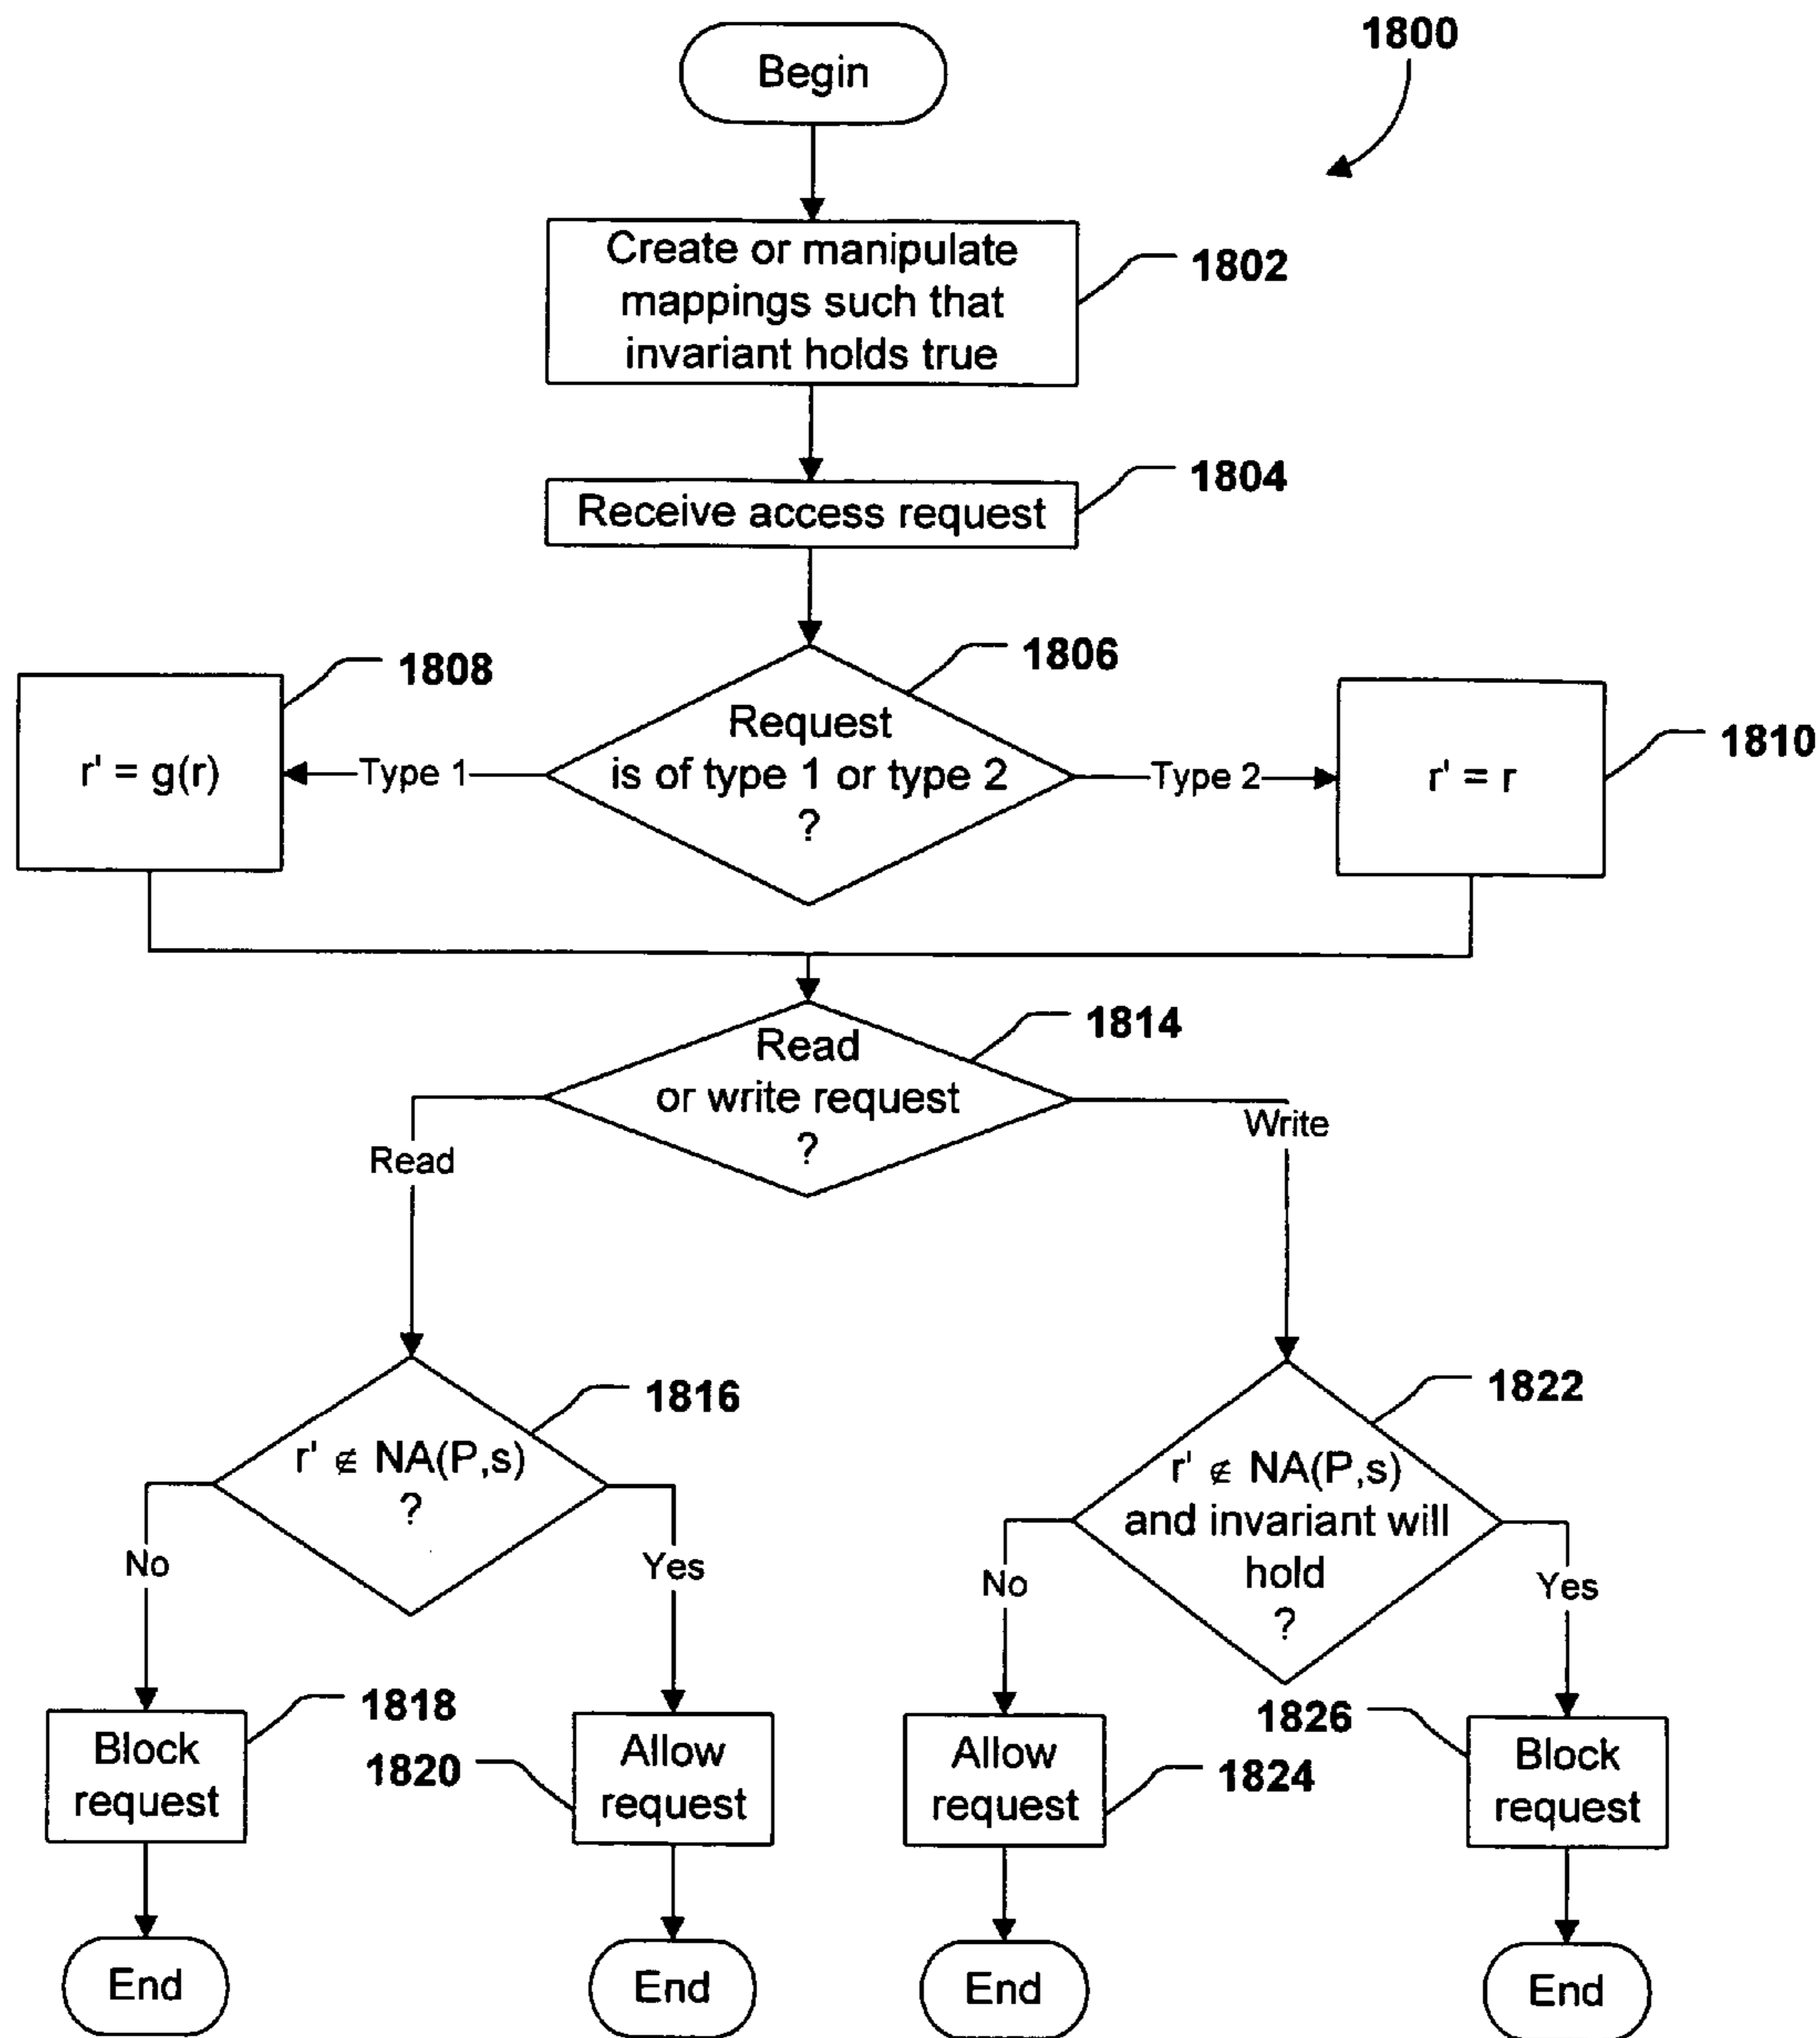 1800
Begin
Create or manipulate
mappings such that
invariant holds true
1802
1804
Receive access request
1806
1808
Request
is of type 1 or type 2
?
1810
r' = g(r)
Type 1
Type 2
r' = r
1814
Read
or write request
?
Read
Write
1816
r' ∉ NA(P,s)
?
1822
r' ∉ NA(P,s)
and invariant will
hold
?
No
Yes
No
Yes
1818
Block
request
1820
Allow
request
Allow
request
1824
1826
Block
request
End
End
End
End